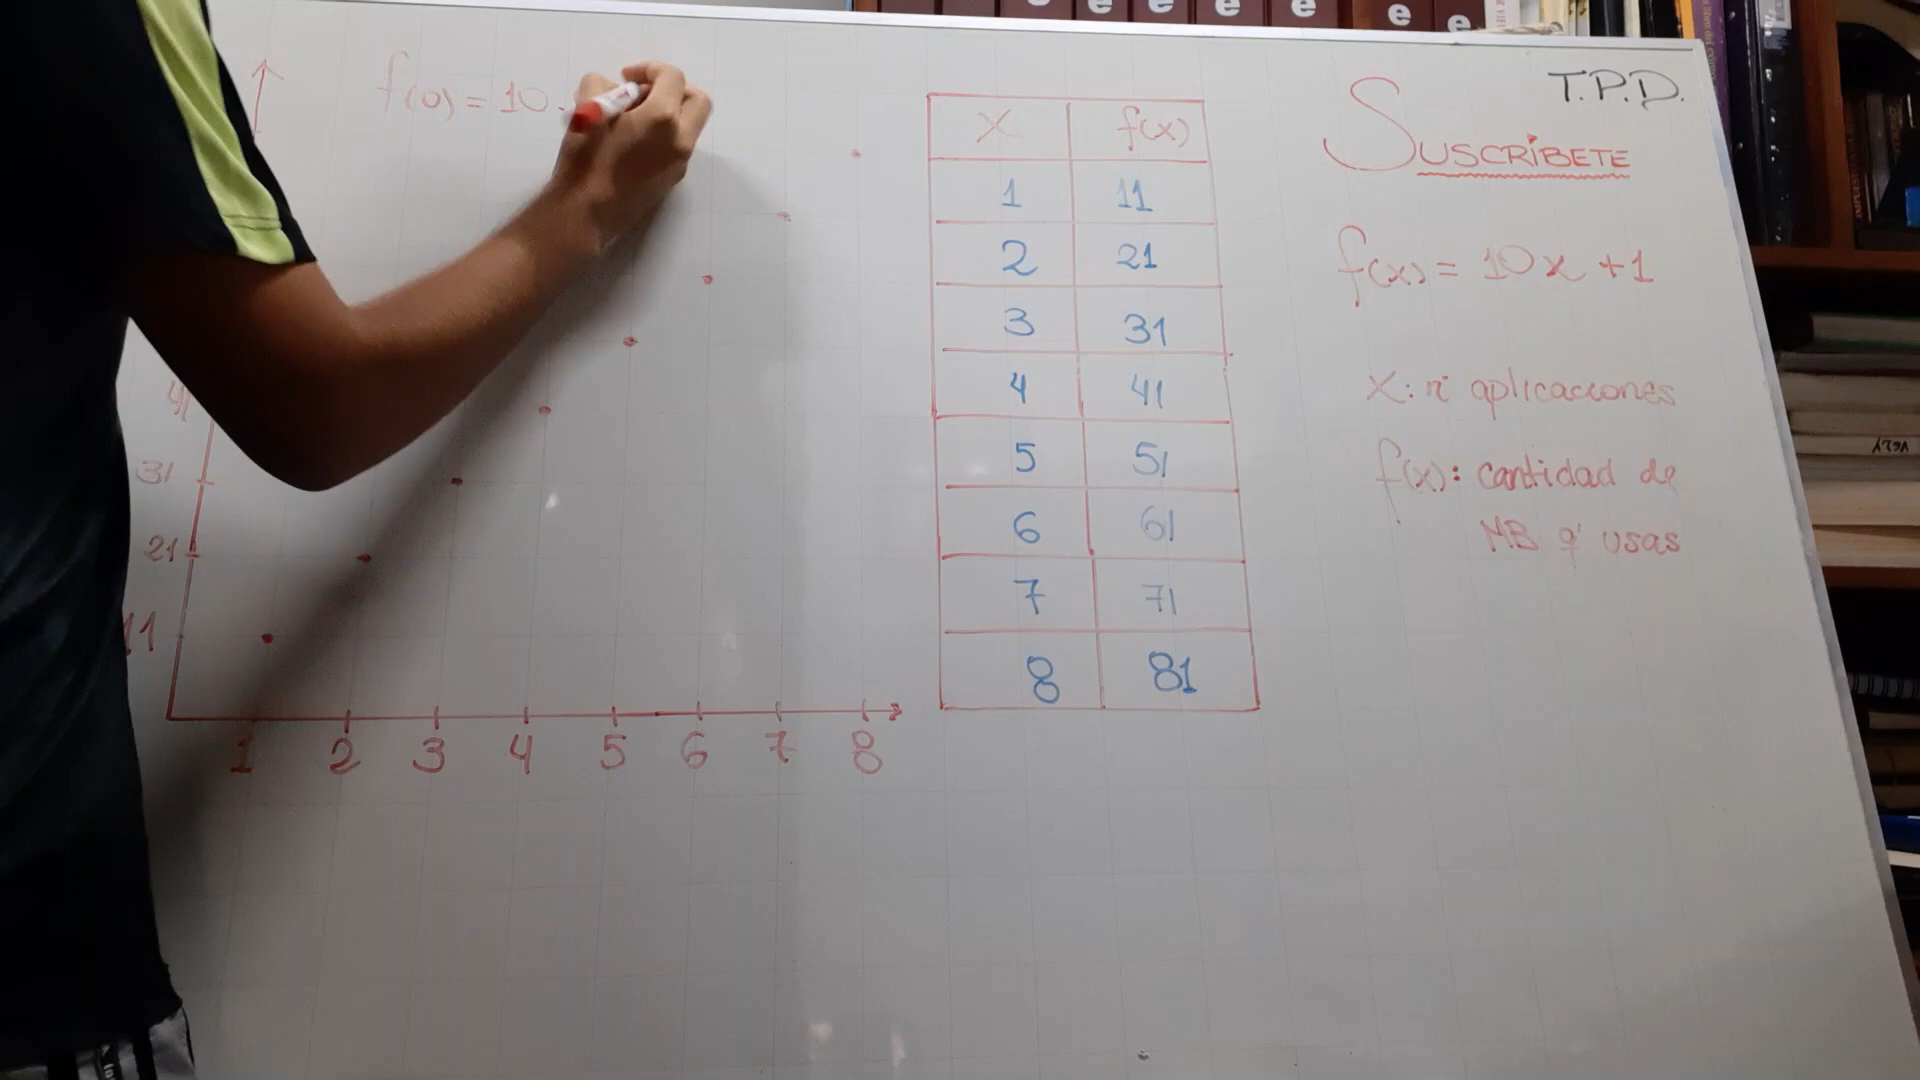 f(0) = 10.
T.P.D.
SUSCRÍBETE
f(x) = 10x + 1
x: n° aplicaciones
f(x): cantidad de
MB q' usas
x f(x)
1 11
2 21
3 31
4 41
5 51
6 61
7 71
8 81
41
31
21
11
1 2 3 4 5 6 7 8